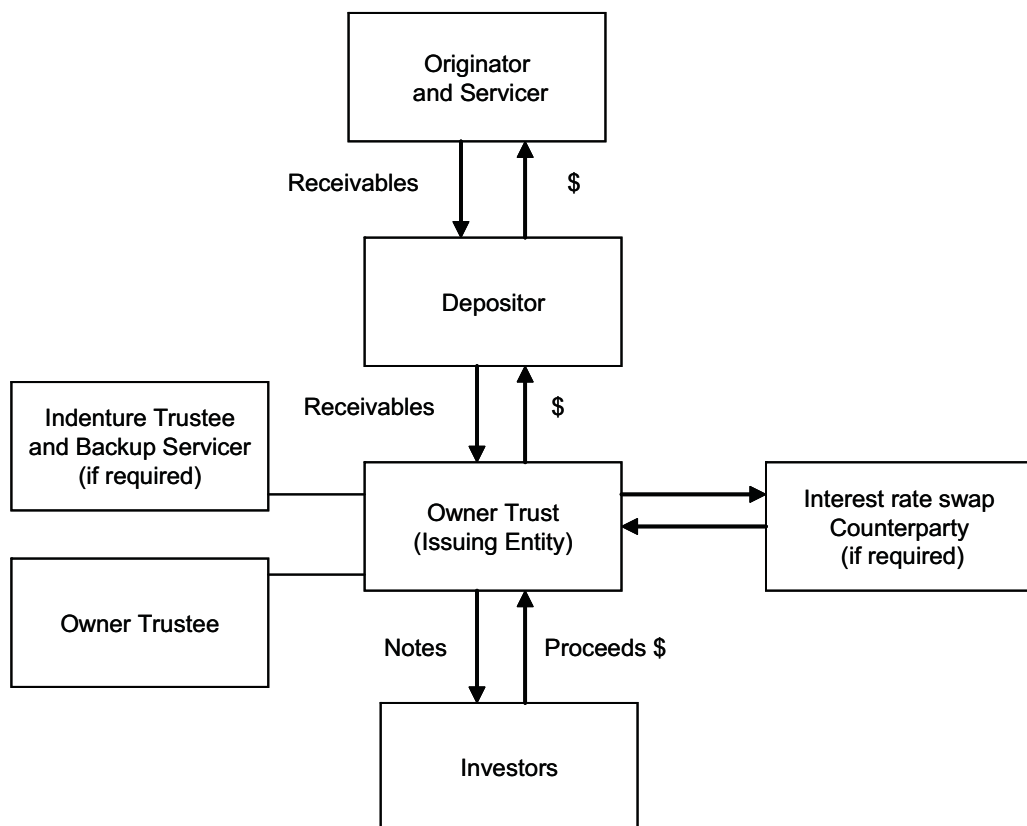 Originator
and Servicer
Receivables
$
Depositor
Receivables
$
Indenture Trustee
and Backup Servicer
(if required)
Owner Trust
(Issuing Entity)
Interest rate swap
Counterparty
(if required)
Owner Trustee
Notes
Proceeds $
Investors